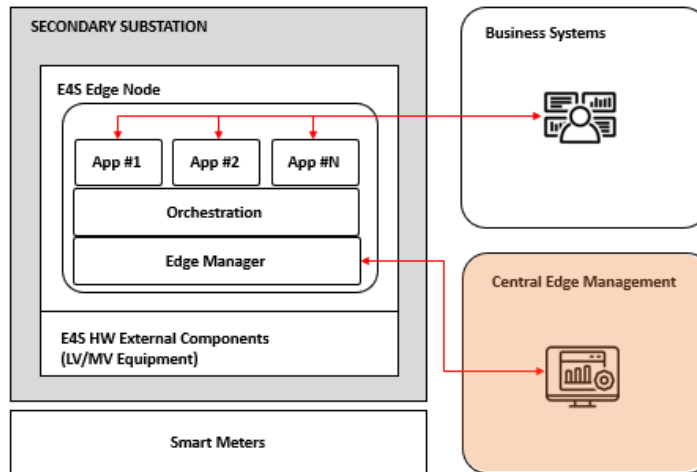 SECONDARY SUBSTATION
E4S Edge Node
App #1
App #2
App #N
Orchestration
Edge Manager
E4S HW External Components
(LV/MV Equipment)
Smart Meters
Business Systems
Central Edge Management